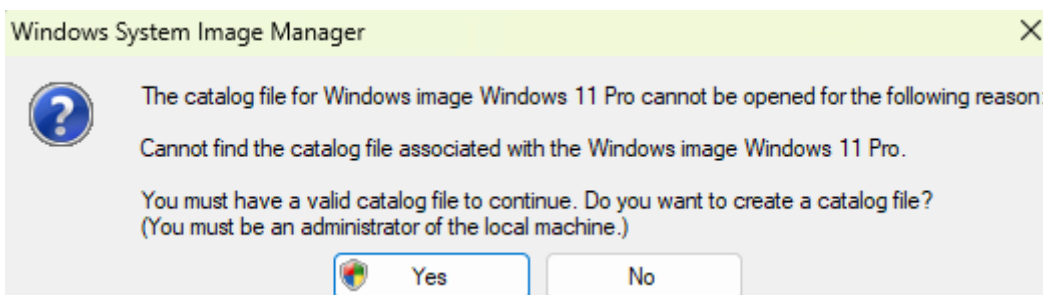 Windows System Image Manager
The catalog file for Windows image Windows 11 Pro cannot be opened for the following reason:
Cannot find the catalog file associated with the Windows image Windows 11 Pro.
You must have a valid catalog file to continue. Do you want to create a catalog file?
(You must be an administrator of the local machine.)
Yes No